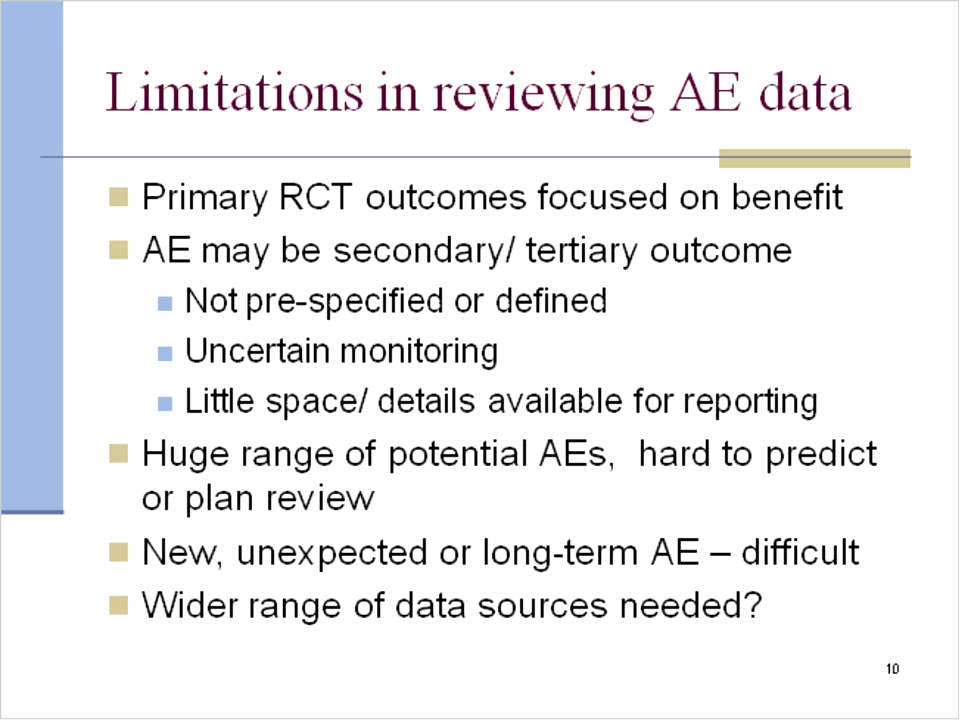 Limitations in reviewing AE data
Primary RCT outcomes focused on benefit
AE may be secondary/ tertiary outcome
Not pre-specified or defined
Uncertain monitoring
Little space/ details available for reporting
Huge range of potential AEs,  hard to predict
or plan review
New, unexpected or long-term AE – difficult
Wider range of data sources needed?
10